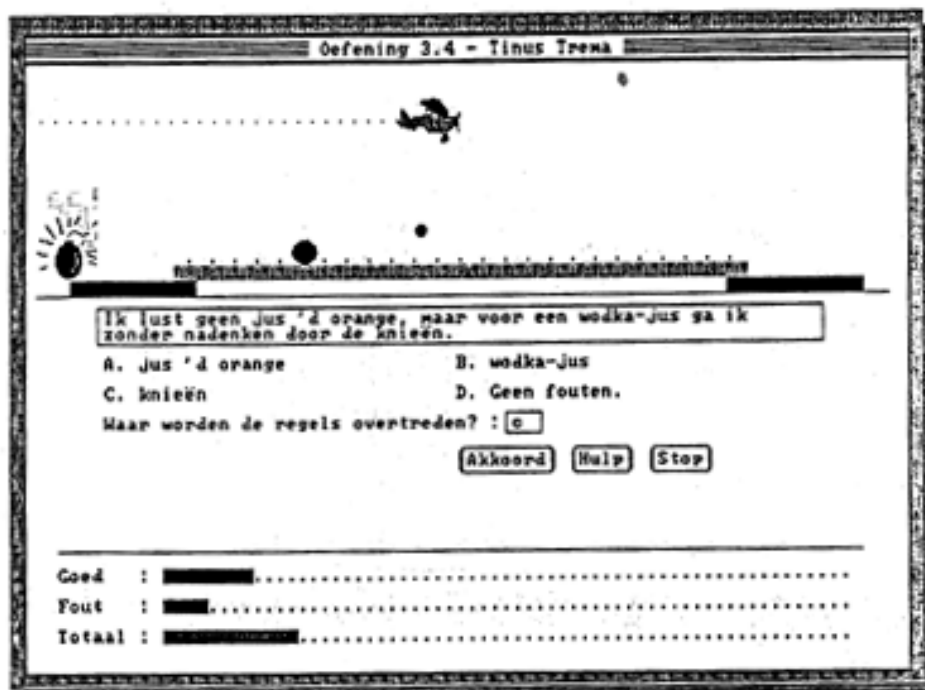 Oefening 3.4 - Tinus Trema
Ik lust geen jus 'd orange, maar voor een wodka-jus ga ik
zonder nadenken door de knieën.
A. jus 'd orange B. wodka-jus
C. knieën D. Geen fouten.
Waar worden de regels overtreden? : c
Akkoord Hulp Stop
Goed :
Fout :
Totaal :